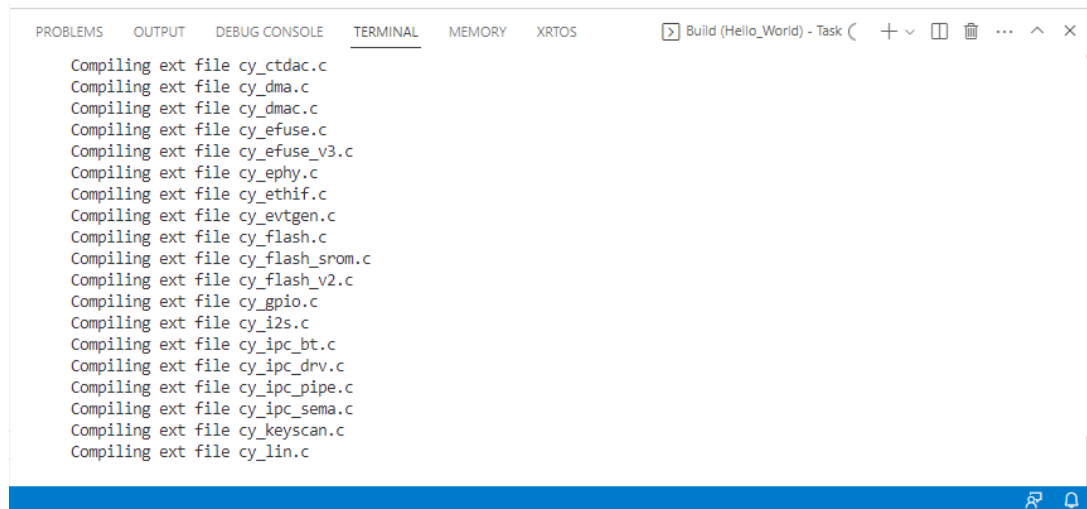 PROBLEMS OUTPUT DEBUG CONSOLE TERMINAL MEMORY XRTOS Build (Hello_World) - Task
Compiling ext file cy_ctdac.c
Compiling ext file cy_dma.c
Compiling ext file cy_dmac.c
Compiling ext file cy_efuse.c
Compiling ext file cy_efuse_v3.c
Compiling ext file cy_ephy.c
Compiling ext file cy_ethif.c
Compiling ext file cy_evtgen.c
Compiling ext file cy_flash.c
Compiling ext file cy_flash_srom.c
Compiling ext file cy_flash_v2.c
Compiling ext file cy_gpio.c
Compiling ext file cy_i2s.c
Compiling ext file cy_ipc_bt.c
Compiling ext file cy_ipc_drv.c
Compiling ext file cy_ipc_pipe.c
Compiling ext file cy_ipc_sema.c
Compiling ext file cy_keyscan.c
Compiling ext file cy_lin.c